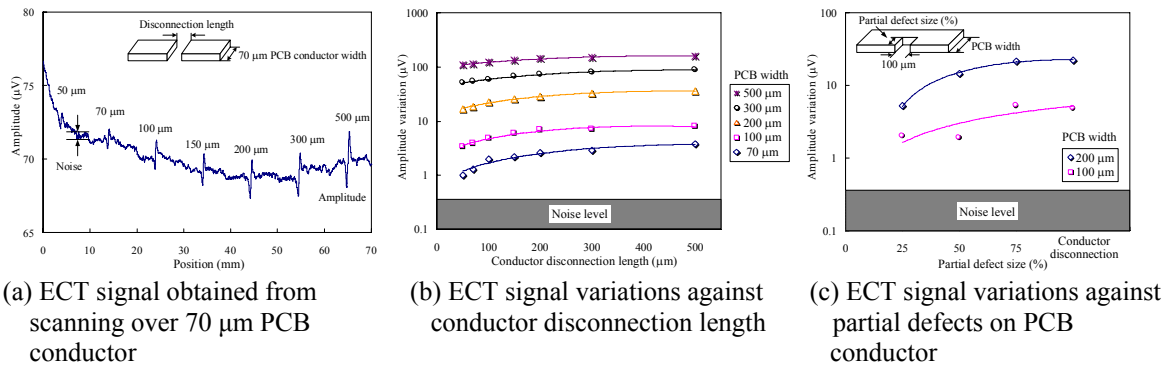 80
75
70
65
0
10
20
30
40
50
60
70
Amplitude (µV)
Position (mm)
Disconnection length
70 µm PCB conductor width
50 µm
70 µm
100 µm
150 µm
200 µm
300 µm
500 µm
Noise
Amplitude
(a) ECT signal obtained from
scanning over 70 µm PCB
conductor
1000
100
10
1
0.1
0
100
200
300
400
500
Amplitude variation (µV)
Conductor disconnection length (µm)
Noise level
PCB width
500 µm
300 µm
200 µm
100 µm
70 µm
(b) ECT signal variations against
conductor disconnection length
100
10
1
0.1
0
25
50
75
Conductor
disconnection
Amplitude variation (µV)
Partial defect size (%)
Partial defect size (%)
PCB width
100 µm
PCB width
200 µm
100 µm
Noise level
(c) ECT signal variations against
partial defects on PCB
conductor